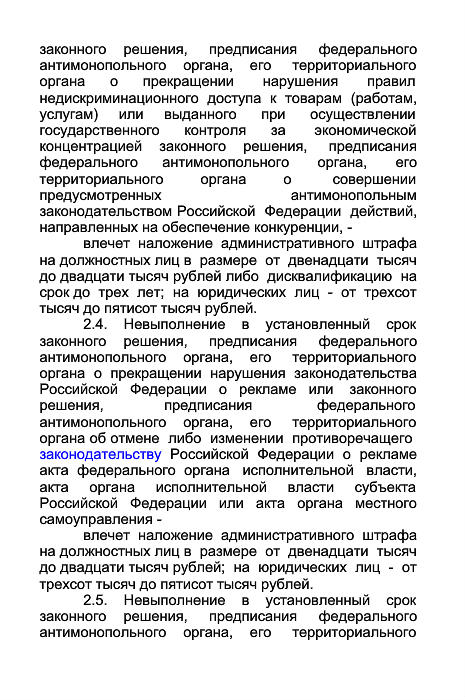 законного решения, предписания федерального
антимонопольного органа, его территориального
органа о прекращении нарушения правил
недискриминационного доступа к товарам (работам,
услугам) или выданного при осуществлении
государственного контроля за экономической
концентрацией законного решения, предписания
федерального антимонопольного органа, его
территориального органа о совершении
предусмотренных антимонопольным
законодательством Российской Федерации действий,
направленных на обеспечение конкуренции, -
влечет наложение административного штрафа
на должностных лиц в размере от двенадцати тысяч
до двадцати тысяч рублей либо дисквалификацию на
срок до трех лет; на юридических лиц - от трехсот
тысяч до пятисот тысяч рублей.
2.4. Невыполнение в установленный срок
законного решения, предписания федерального
антимонопольного органа, его территориального
органа о прекращении нарушения законодательства
Российской Федерации о рекламе или законного
решения, предписания федерального
антимонопольного органа, его территориального
органа об отмене либо изменении противоречащего
законодательству Российской Федерации о рекламе
акта федерального органа исполнительной власти,
акта органа исполнительной власти субъекта
Российской Федерации или акта органа местного
самоуправления -
влечет наложение административного штрафа
на должностных лиц в размере от двенадцати тысяч
до двадцати тысяч рублей; на юридических лиц - от
трехсот тысяч до пятисот тысяч рублей.
2.5. Невыполнение в установленный срок
законного решения, предписания федерального
антимонопольного органа, его территориального